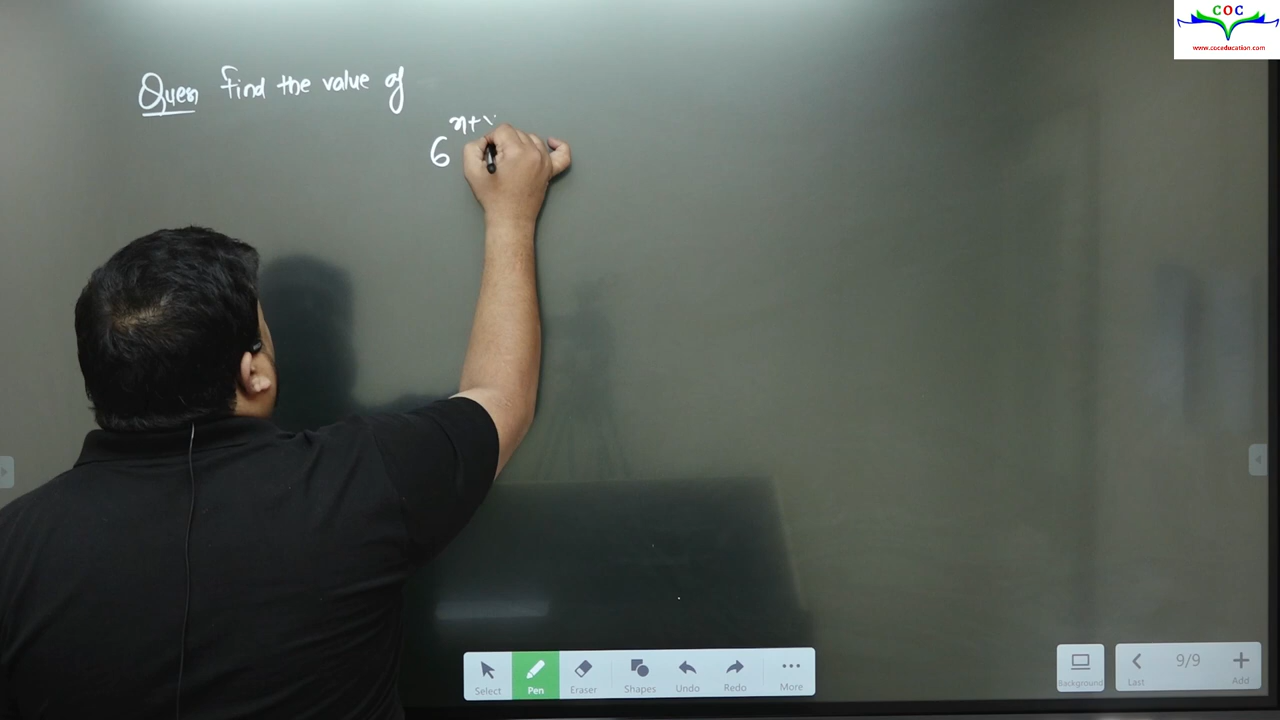 COC
www.coceducation.com
Ques Find the value of
6^n+
Select Pen Eraser Shapes Undo Redo More
Background Last 9/9 Add